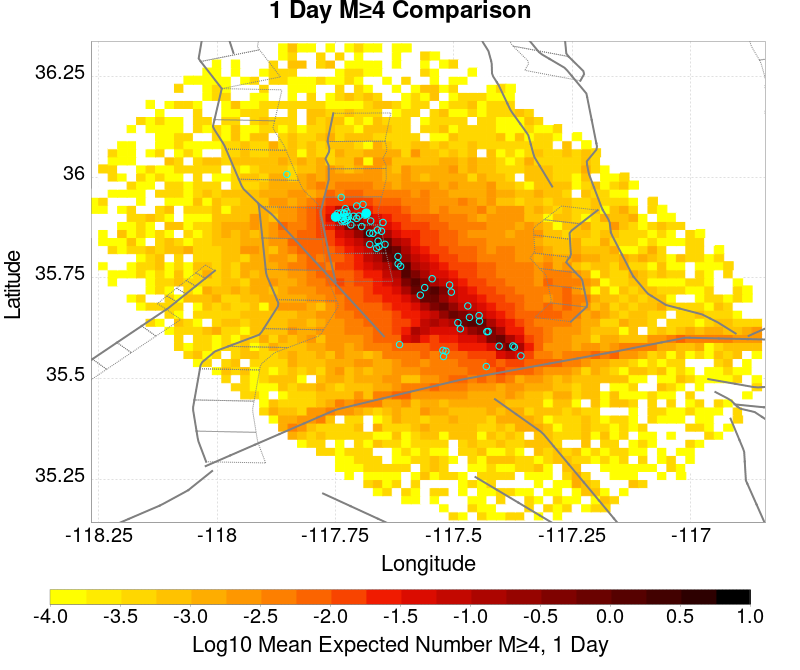 1 Day M≥4 Comparison
36.25
36
35.75
35.5
35.25
Latitude
-118.25 -118 -117.75 -117.5 -117.25 -117
Longitude
-4.0 -3.5 -3.0 -2.5 -2.0 -1.5 -1.0 -0.5 0.0 0.5 1.0
Log10 Mean Expected Number M≥4, 1 Day